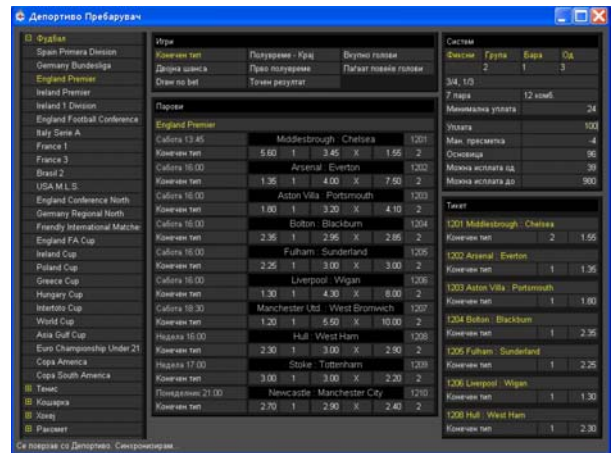 Депортиво Пребарувач
Фудбал
Spain Primera Division
Germany Bundesliga
England Premier
Ireland Premier
Ireland 1 Division
England Football Conference
Italy Serie A
France 1
France 3
Brasil 2
USA M.L.S.
England Conference North
Germany Regional North
Friendly International Matche
England FA Cup
Ireland Cup
Poland Cup
Greece Cup
Hungary Cup
Intertoto Cup
World Cup
Asia Gulf Cup
Euro Championship Under 21
Copa America
Copa South America
Тенис
Кошарка
Хокеј
Ракомет
Игри
Конечен тип Полувреме - Крај Вкупно голови
Двојна шанса Прво полувреме Паѓаат повеќе голови
Draw no bet Точен резултат
Парови
England Premier
Сабота 13:45 Middlesbrough : Chelsea 1201
Конечен тип 5.60 1 3.45 X 1.55 2
Сабота 16:00 Arsenal : Everton 1202
Конечен тип 1.35 1 4.00 X 7.50 2
Сабота 16:00 Aston Villa : Portsmouth 1203
Конечен тип 1.80 1 3.20 X 4.10 2
Сабота 16:00 Bolton : Blackburn 1204
Конечен тип 2.35 1 2.95 X 2.85 2
Сабота 16:00 Fulham : Sunderland 1205
Конечен тип 2.25 1 3.00 X 3.00 2
Сабота 16:00 Liverpool : Wigan 1206
Конечен тип 1.30 1 4.30 X 8.00 2
Сабота 18:30 Manchester Utd : West Bromwich 1207
Конечен тип 1.20 1 5.50 X 10.00 2
Недела 16:00 Hull : West Ham 1208
Конечен тип 2.30 1 3.00 X 2.90 2
Недела 17:00 Stoke : Tottenham 1209
Конечен тип 3.00 1 3.00 X 2.20 2
Понеделник 21:00 Newcastle : Manchester City 1210
Конечен тип 2.70 1 2.90 X 2.40 2
Систем
Фиксни Група Бара Од
2 1 3
3/4, 1/3
7 пара 12 комб.
Минимална уплата 24
Уплата 100
Ман. пресметка -4
Основица 96
Можна исплата од 39
Можна исплата до 980
Тикет
1201 Middlesbrough : Chelsea
Конечен тип 2 1.55
1202 Arsenal : Everton
Конечен тип 1 1.35
1203 Aston Villa : Portsmouth
Конечен тип 1 1.80
1204 Bolton : Blackburn
Конечен тип 1 2.35
1205 Fulham : Sunderland
Конечен тип 1 2.25
1206 Liverpool : Wigan
Конечен тип 1 1.30
1208 Hull : West Ham
Конечен тип 1 2.30
Се поврзав со Депортиво. Синхронизирам...